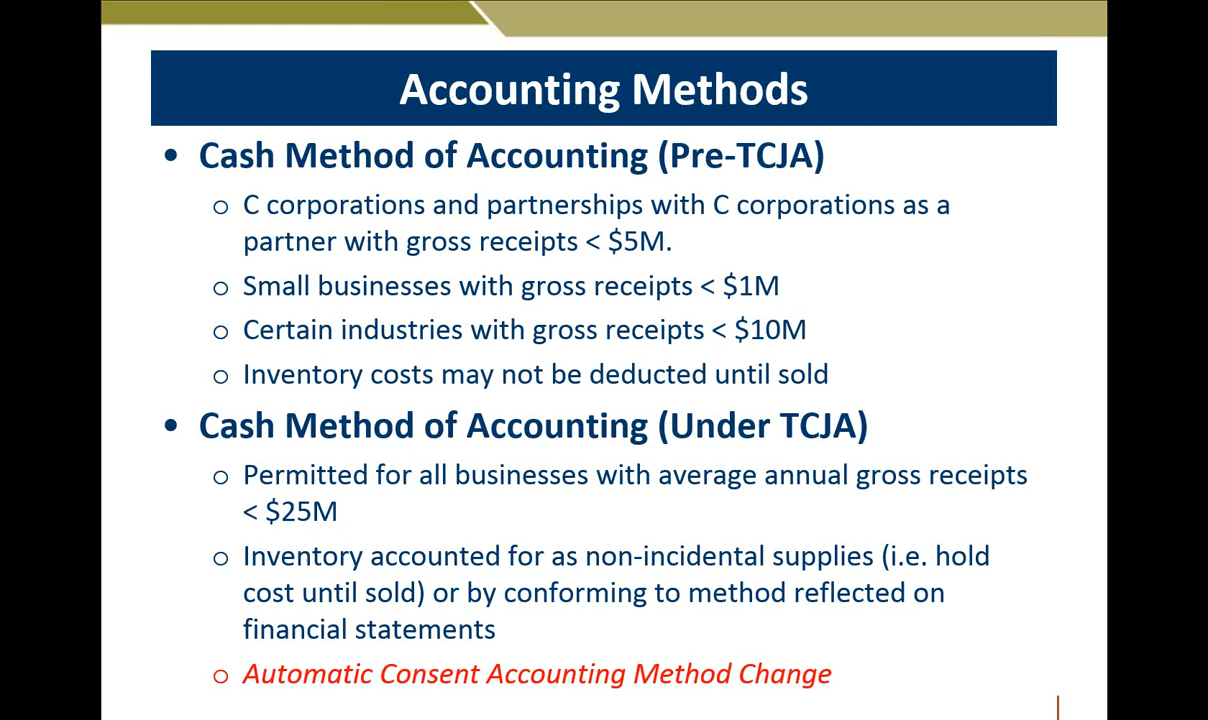 Accounting Methods
• Cash Method of Accounting (Pre-TCJA)
o C corporations and partnerships with C corporations as a
partner with gross receipts < $5M.
o Small businesses with gross receipts < $1M
o Certain industries with gross receipts < $10M
o Inventory costs may not be deducted until sold
• Cash Method of Accounting (Under TCJA)
o Permitted for all businesses with average annual gross receipts
< $25M
o Inventory accounted for as non-incidental supplies (i.e. hold
cost until sold) or by conforming to method reflected on
financial statements
o Automatic Consent Accounting Method Change